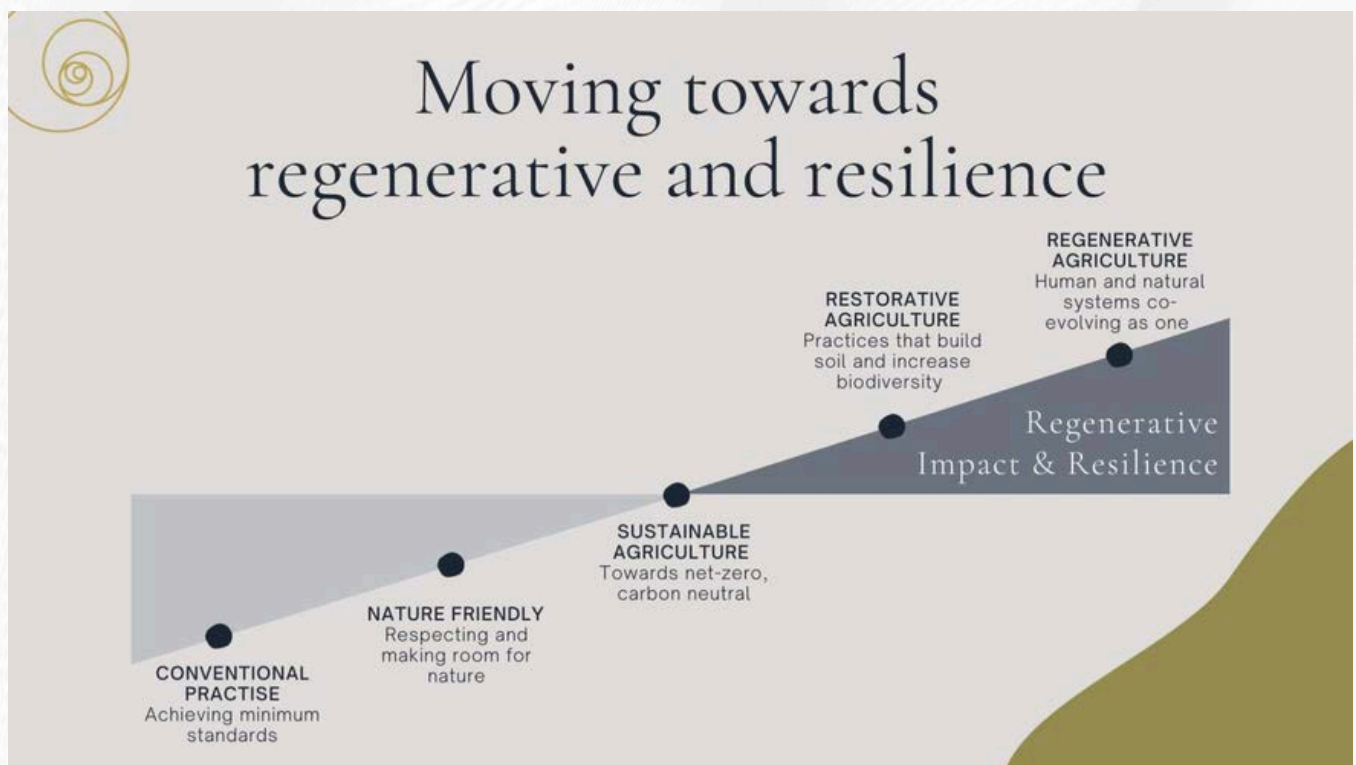 Moving towards
regenerative and resilience
REGENERATIVE
AGRICULTURE
Human and natural
systems co-
evolving as one
RESTORATIVE
AGRICULTURE
Practices that build
soil and increase
biodiversity
Regenerative
Impact & Resilience
SUSTAINABLE
AGRICULTURE
Towards net-zero,
carbon neutral
NATURE FRIENDLY
Respecting and
making room for
nature
CONVENTIONAL
PRACTISE
Achieving minimum
standards